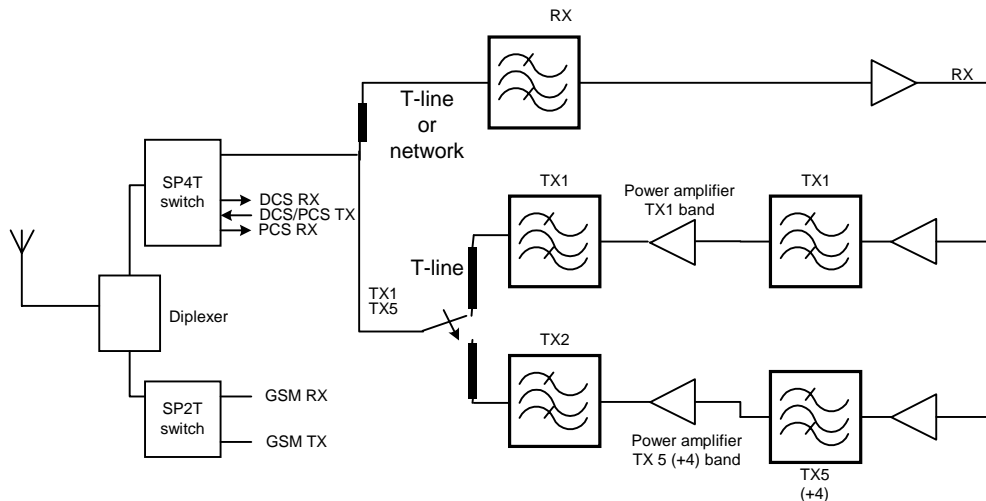 RX
T-line
or
network
RX
SP4T
switch
DCS RX
DCS/PCS TX
PCS RX
TX1
Power amplifier
TX1 band
TX1
T-line
TX1
TX5
Diplexer
TX2
SP2T
switch
GSM RX
GSM TX
Power amplifier
TX 5 (+4) band
TX5
(+4)